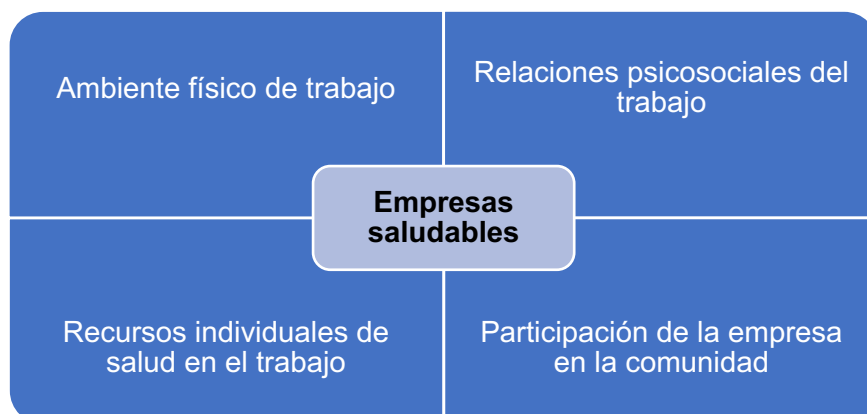 Ambiente físico de trabajo
Relaciones psicosociales del
trabajo
Empresas
saludables
Recursos individuales de
salud en el trabajo
Participación de la empresa
en la comunidad